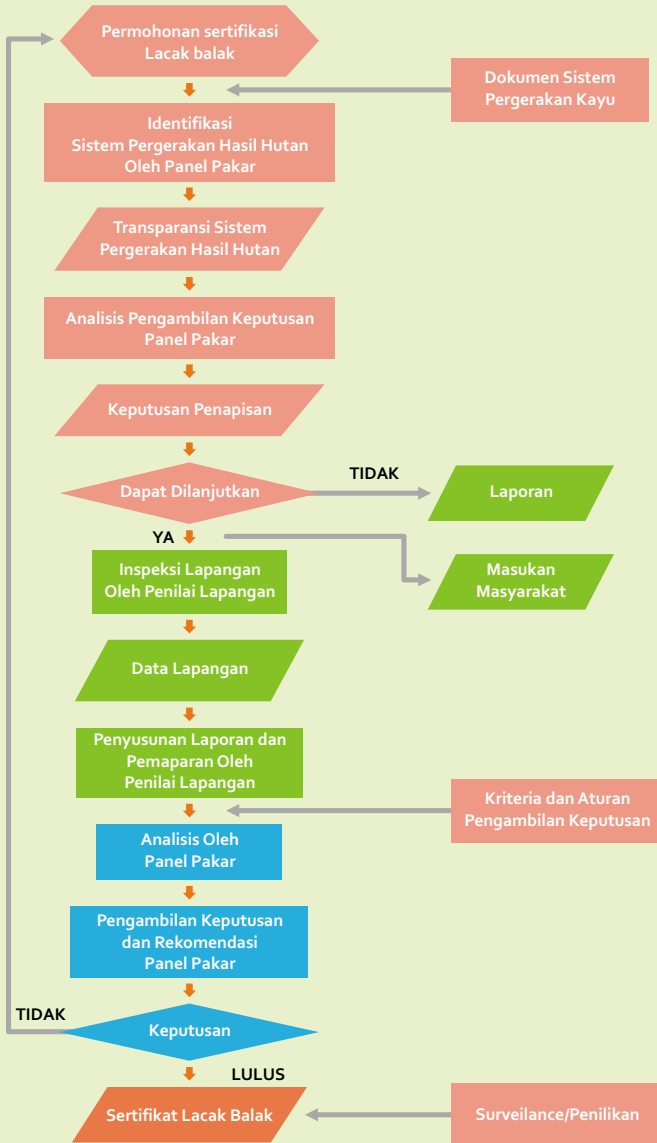 Permohonan sertifikasi
Lacak balak
Dokumen Sistem
Pergerakan Kayu
Identifikasi
Sistem Pergerakan Hasil Hutan
Oleh Panel Pakar
Transparansi Sistem
Pergerakan Hasil Hutan
Analisis Pengambilan Keputusan
Panel Pakar
Keputusan Penapisan
Dapat Dilanjutkan
TIDAK
Laporan
YA
Inspeksi Lapangan
Oleh Penilai Lapangan
Masukan
Masyarakat
Data Lapangan
Penyusunan Laporan dan
Pemaparan Oleh
Penilai Lapangan
Kriteria dan Aturan
Pengambilan Keputusan
Analisis Oleh
Panel Pakar
Pengambilan Keputusan
dan Rekomendasi
Panel Pakar
TIDAK
Keputusan
LULUS
Sertifikat Lacak Balak
Surveilance/Penilikan